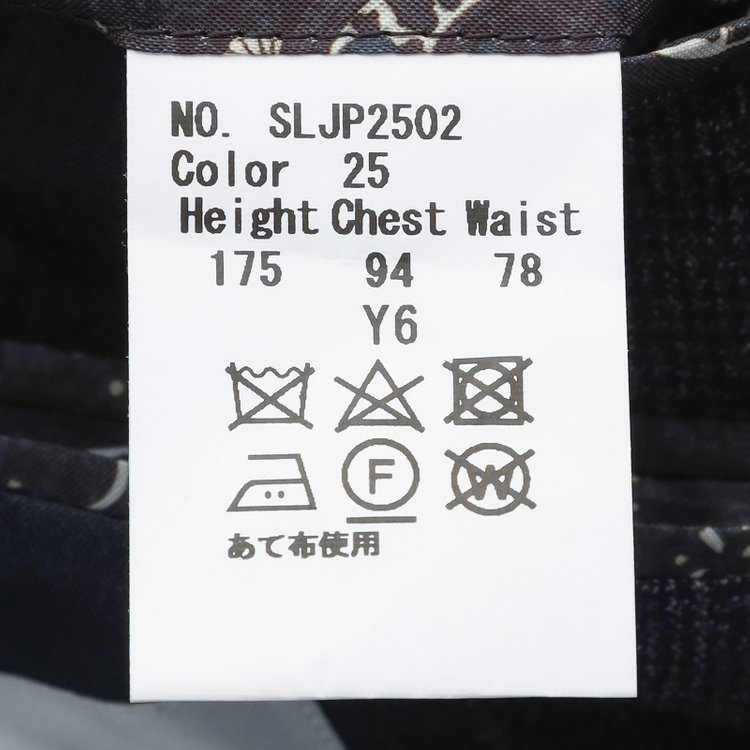 NO. SLJP2502
Color 25
Height Chest Waist
175 94 78
Y6
F W
あて布使用